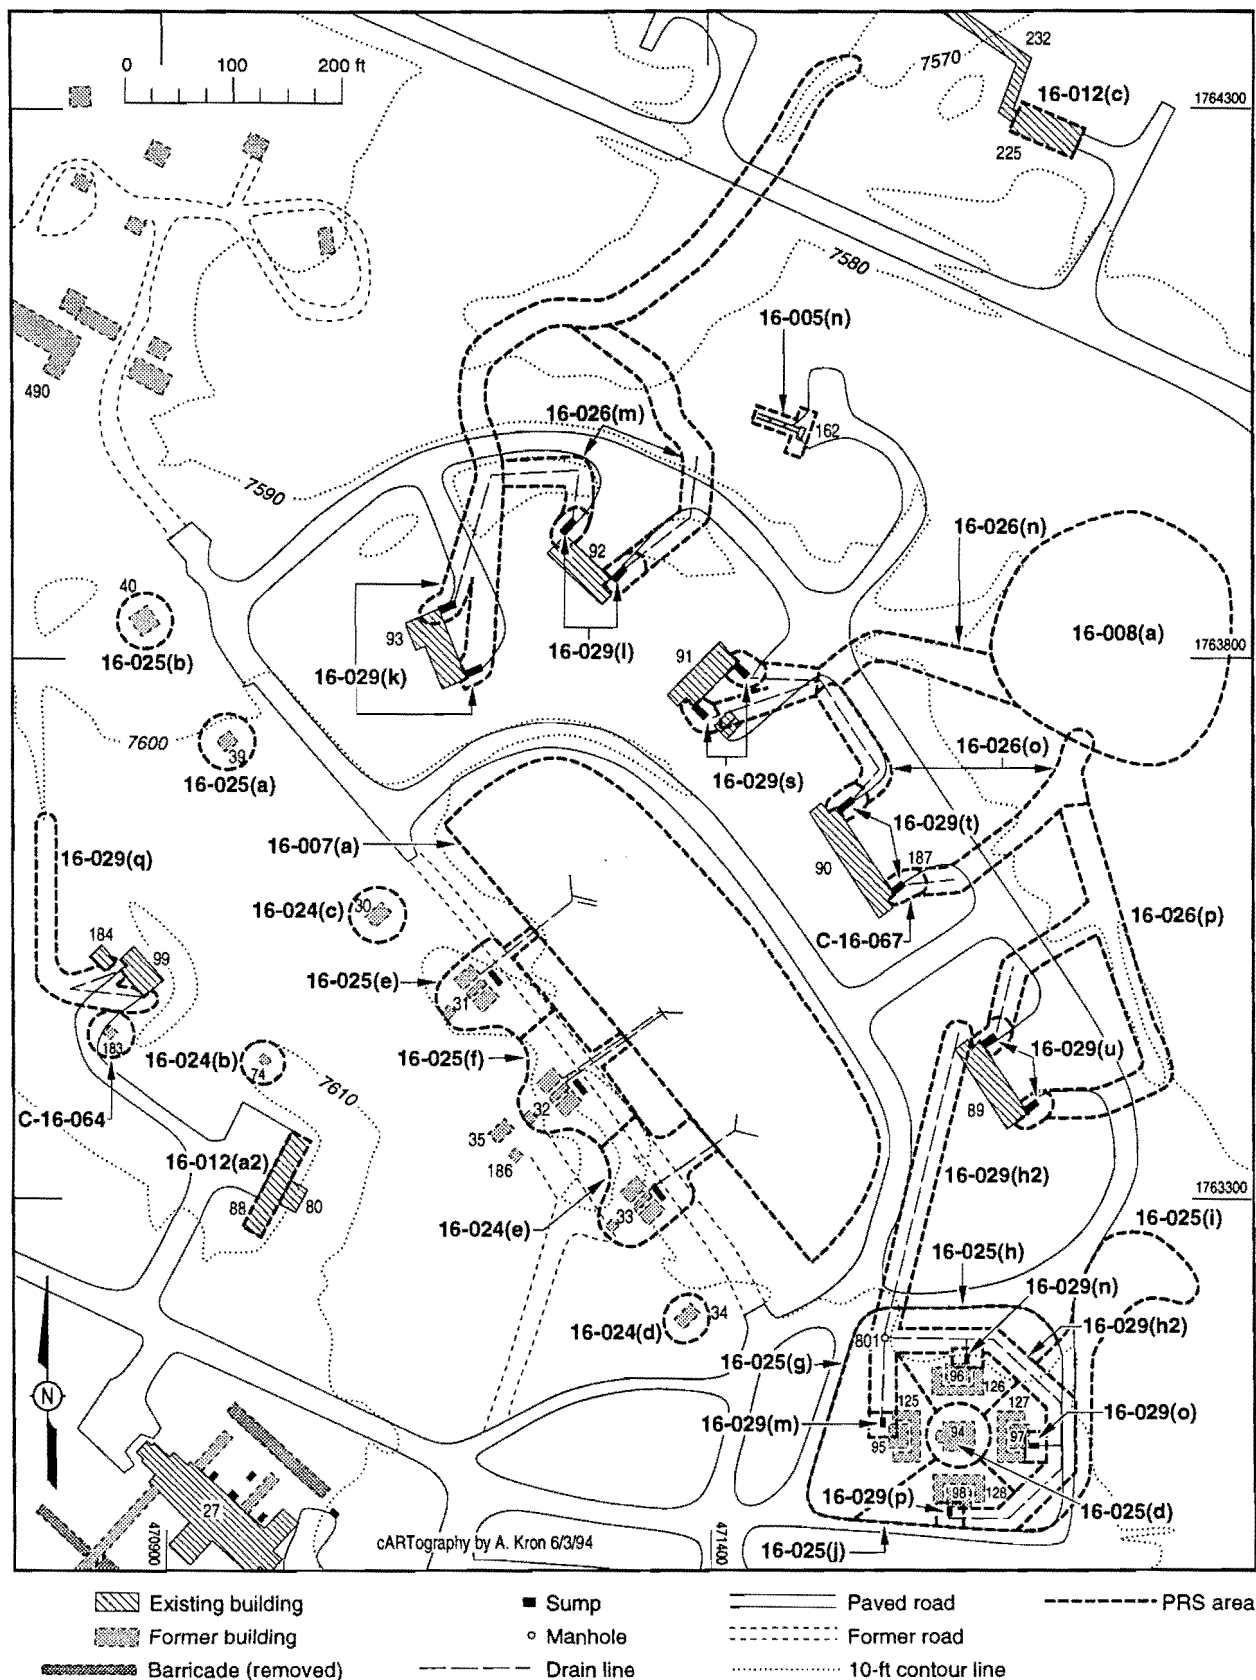 0 100 200 ft
232
7570
16-012(c)
1764300
225
7580
16-005(n)
490
162
16-026(m)
7590
16-026(n)
92
40
16-008(a)
93
91
16-029(l)
16-025(b)
1763800
16-029(k)
7600
39
16-025(a)
16-026(o)
16-029(s)
16-029(t)
187
16-007(a)
16-029(q)
90
16-024(c)
30
16-026(p)
C-16-067
184
99
16-025(e)
31
183
16-024(b)
74
16-025(f)
16-029(u)
7610
32
89
C-16-064
35
16-012(a2)
186
16-029(h2)
88
80
33
1763300
16-024(e)
16-025(i)
16-025(h)
16-029(n)
34
16-024(d)
801
16-029(h2)
16-025(g)
96
126
125
127
16-029(m)
94
97
16-029(o)
95
N
98
128
16-029(p)
16-025(d)
27
470900
cARTography by A. Kron 6/3/94
471400
16-025(j)
Existing building
Sump
Paved road
PRS area
Former building
Manhole
Former road
Barricade (removed)
Drain line
10-ft contour line